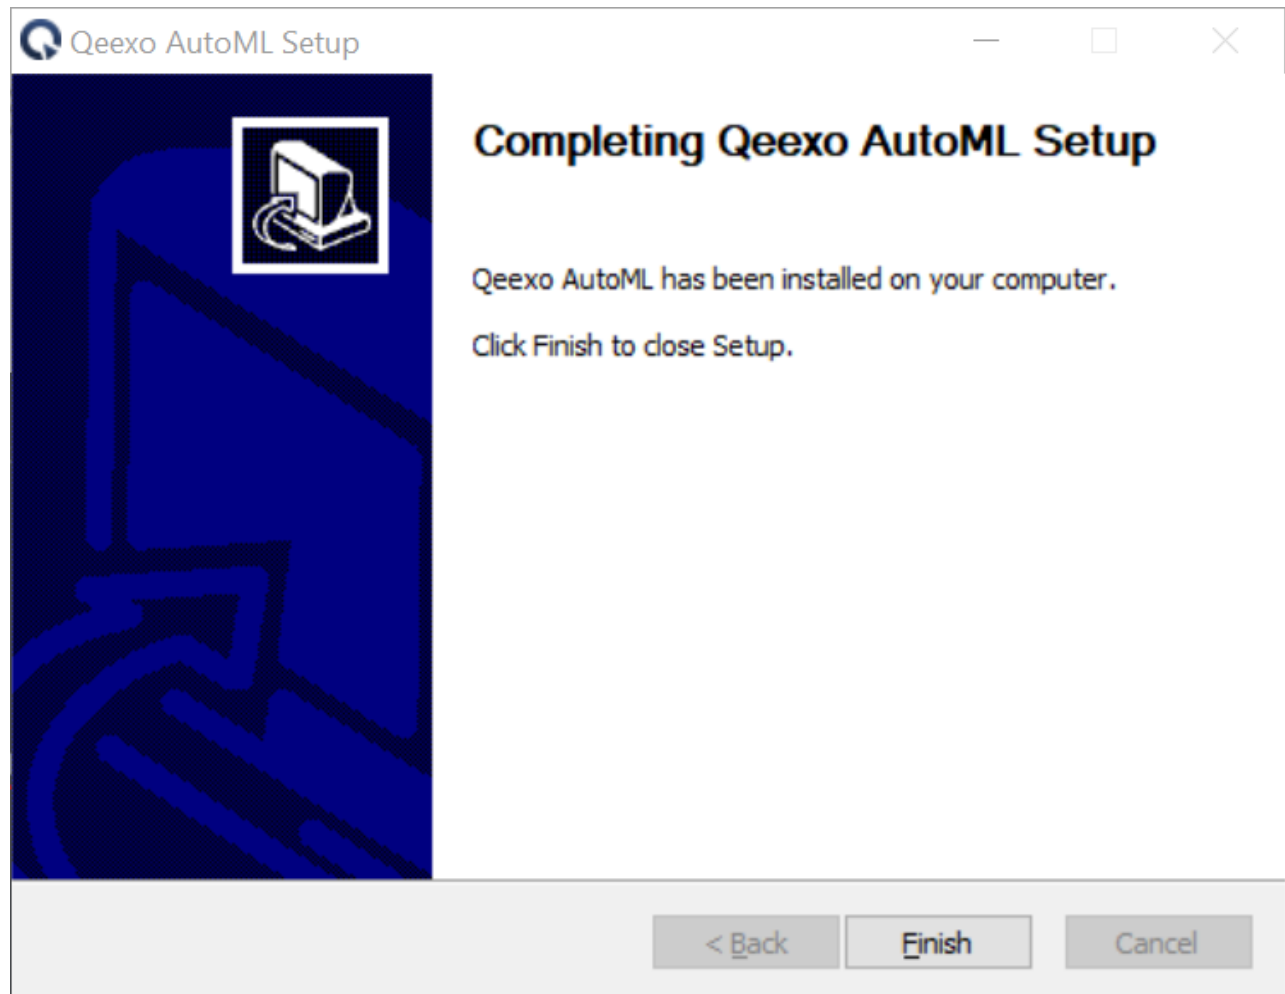 Qeexo AutoML Setup
Completing Qeexo AutoML Setup
Qeexo AutoML has been installed on your computer.
Click Finish to close Setup.
< Back
Finish
Cancel